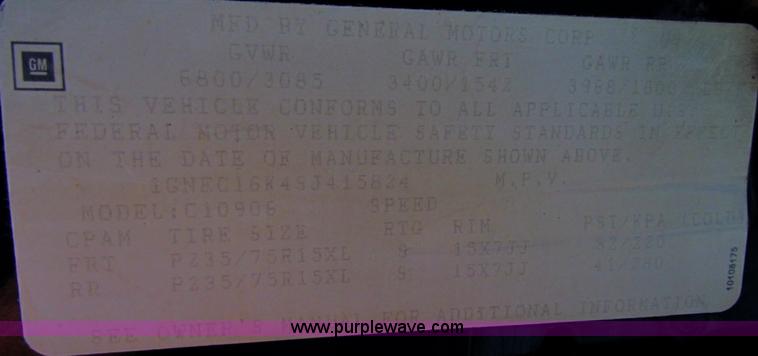 MFD BY GENERAL MOTORS CORP
GM
GVWR GAWR FRT GAWR RR
6800/3085 3400/1542
THIS VEHICLE CONFORMS TO ALL APPLICABLE U.S.
FEDERAL MOTOR VEHICLE SAFETY STANDARDS IN EFFECT
ON THE DATE OF MANUFACTURE SHOWN ABOVE.
1GNEC16K4SJ415824 M.P.V.
MODEL:C10906 SPEED
CPAM TIRE SIZE RTG RIM PSI/KPA (COLD)
FRT P235/75R15XL S 15X7JJ 32/220
RR P235/75R15XL S 15X7JJ 41/280
10108175
SEE OWNER'S MANUAL FOR ADDITIONAL INFORMATION
www.purplewave.com